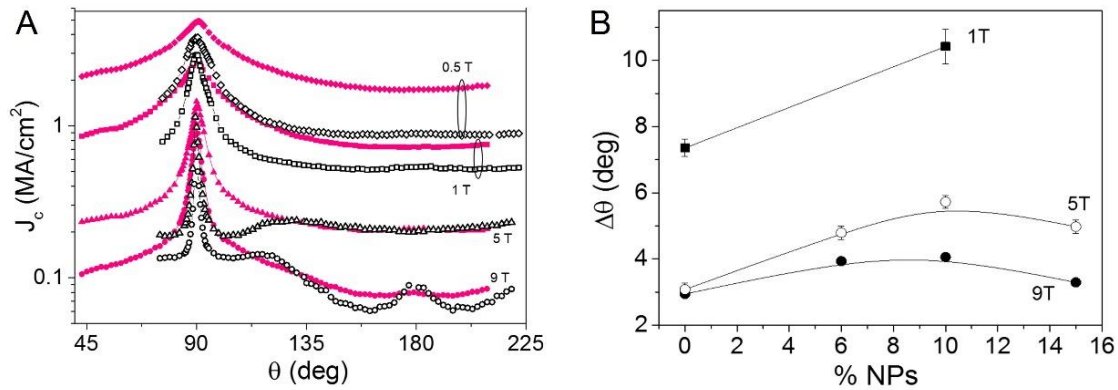 A
J_c (MA/cm²)
1
0.1
0.5 T
1 T
5 T
9 T
45 90 135 180 225
θ (deg)
B
Δθ (deg)
10
8
6
4
2
1T
5T
9T
0 2 4 6 8 10 12 14 16
% NPs